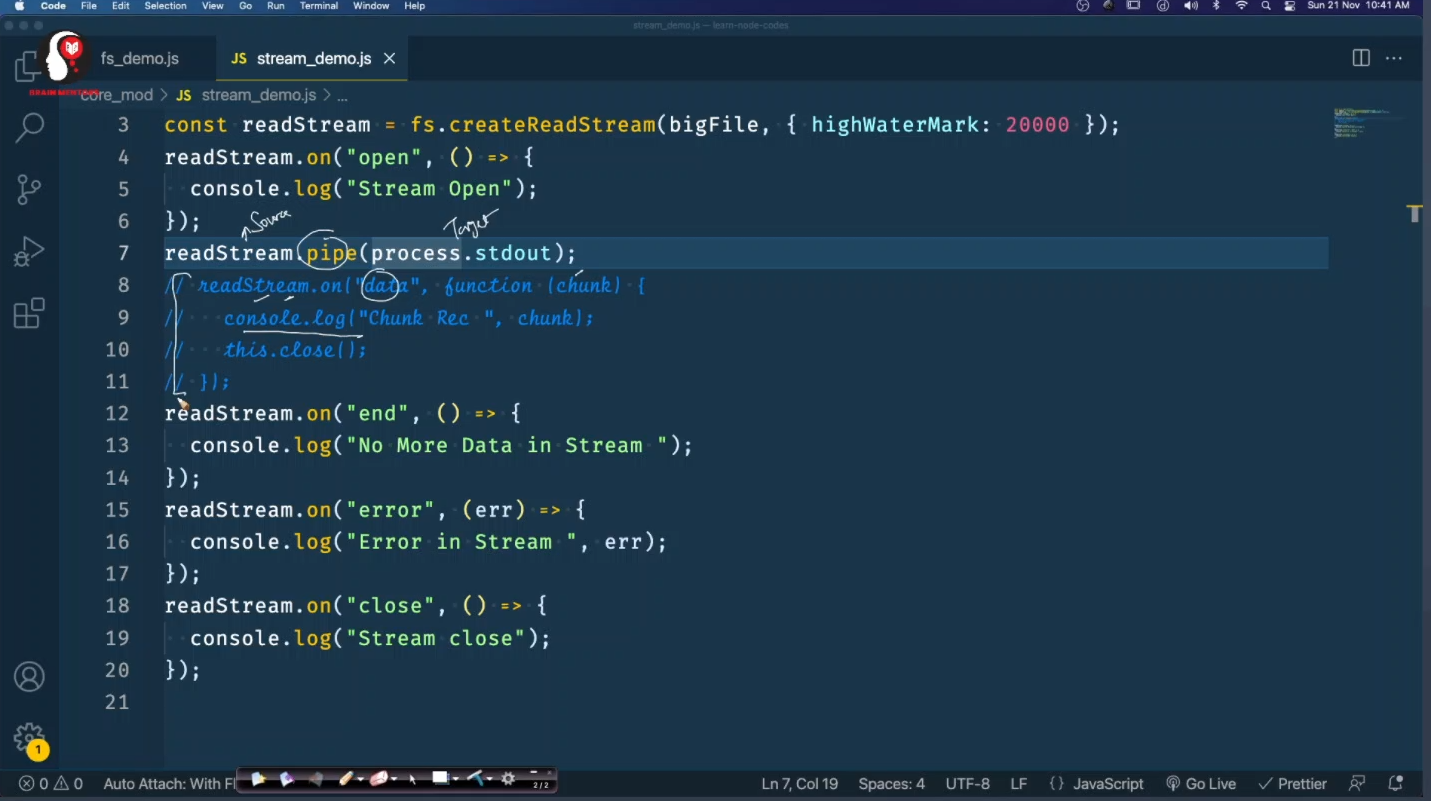 Code File Edit Selection View Go Run Terminal Window Help Sun 21 Nov 10:41 AM
stream_demo.js — learn-node-codes
fs_demo.js JS stream_demo.js
BRAIN MENTORS
core_mod > JS stream_demo.js > ...
3 const readStream = fs.createReadStream(bigFile, { highWaterMark: 20000 });
4 readStream.on("open", () => {
5 console.log("Stream Open");
6 });
Source Target
7 readStream.pipe(process.stdout);
8 // readStream.on("data", function (chunk) {
9 // console.log("Chunk Rec ", chunk);
10 // this.close();
11 // });
12 readStream.on("end", () => {
13 console.log("No More Data in Stream ");
14 });
15 readStream.on("error", (err) => {
16 console.log("Error in Stream ", err);
17 });
18 readStream.on("close", () => {
19 console.log("Stream close");
20 });
21
1
0 0 Auto Attach: With Fl 2/2 Ln 7, Col 19 Spaces: 4 UTF-8 LF {} JavaScript Go Live Prettier